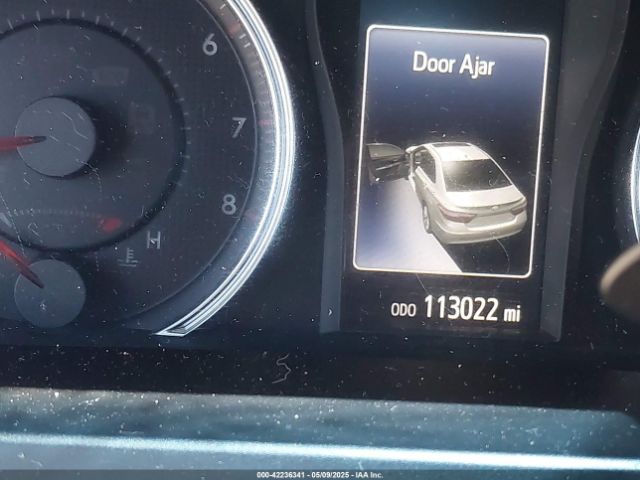 6
7
8
H
Door Ajar
ODO 113022 mi
000-42236341 - 05/09/2025 - IAA Inc.